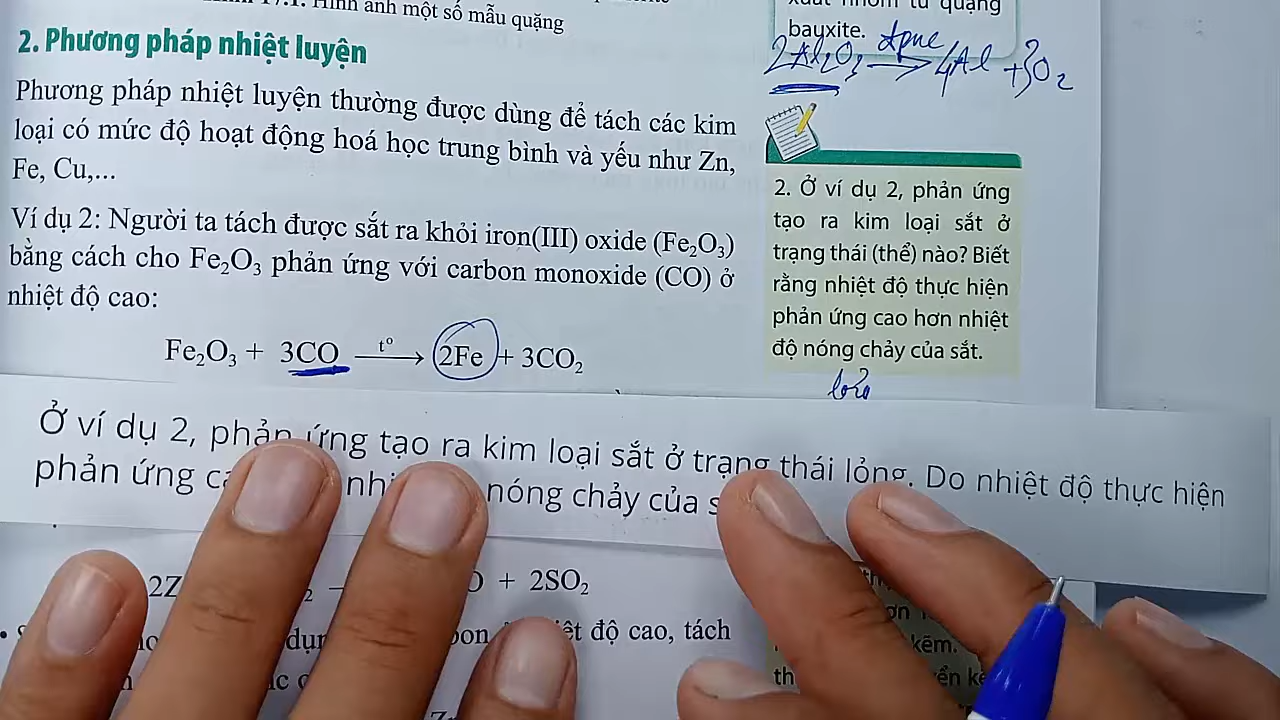 Hình ảnh một số mẫu quặng
2. Phương pháp nhiệt luyện
Phương pháp nhiệt luyện thường được dùng để tách các kim
loại có mức độ hoạt động hoá học trung bình và yếu như Zn,
Fe, Cu,...
Ví dụ 2: Người ta tách được sắt ra khỏi iron(III) oxide (Fe₂O₃)
bằng cách cho Fe₂O₃ phản ứng với carbon monoxide (CO) ở
nhiệt độ cao:
Fe₂O₃ + 3CO →(tº) 2Fe + 3CO₂
quặng
bauxite.
2Al₂O₃ →(đpnc) 4Al + 3O₂
2. Ở ví dụ 2, phản ứng
tạo ra kim loại sắt ở
trạng thái (thể) nào? Biết
rằng nhiệt độ thực hiện
phản ứng cao hơn nhiệt
độ nóng chảy của sắt.
Ở ví dụ 2, phản ứng tạo ra kim loại sắt ở trạng thái lỏng. Do nhiệt độ thực hiện
phản ứng nóng chảy của
+ 2SO₂
độ cao, tách
kẽm.